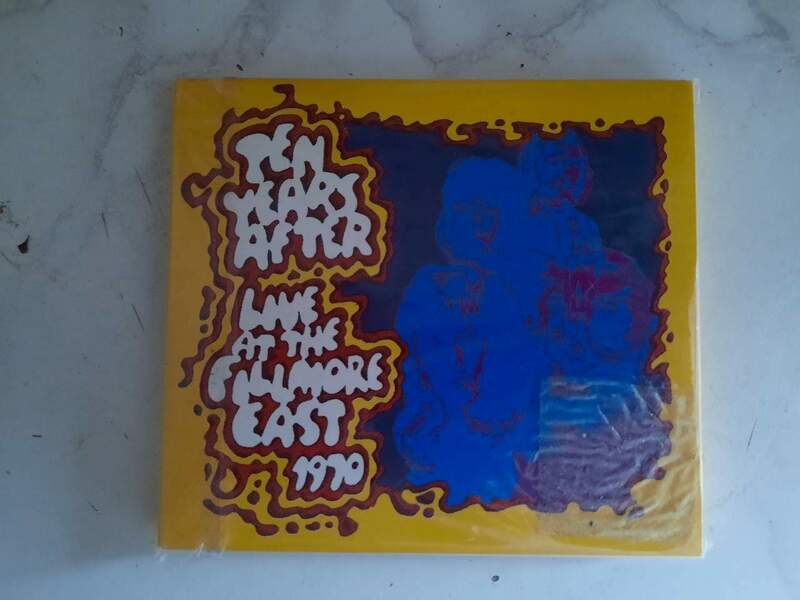 TEN
YEARS
AFTER
LIVE
AT THE
FILLMORE
EAST
1970